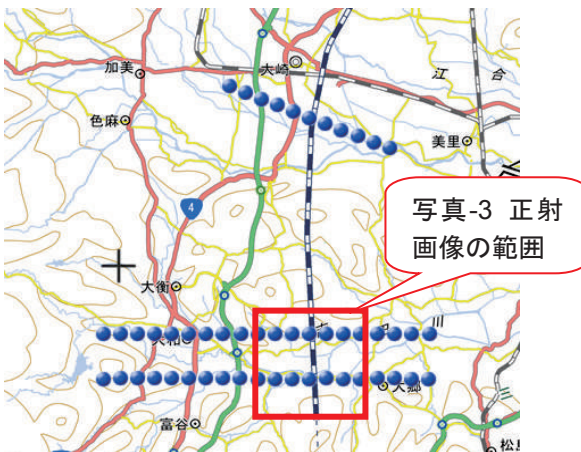 加美
大崎
江 合
色麻
美里
4
写真-3 正射
画像の範囲
大衡
川
大和
大郷
富谷
松島